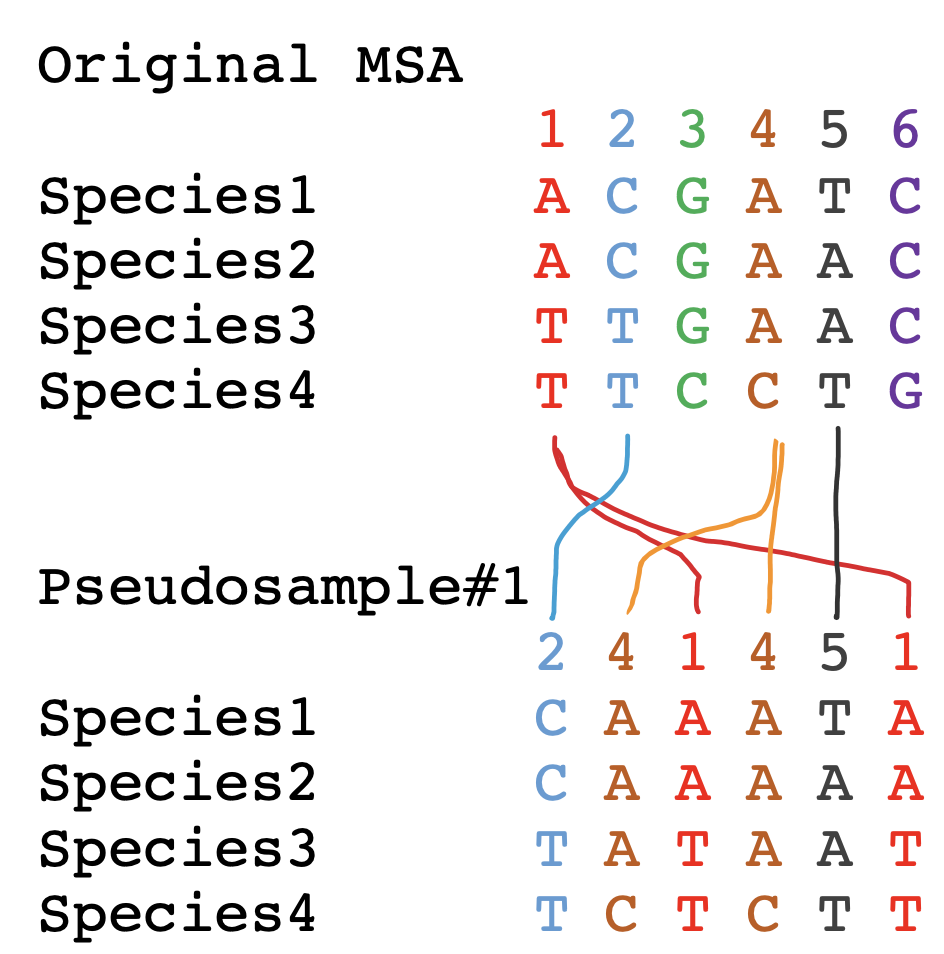 Original MSA
1 2 3 4 5 6
Species1 A C G A T C
Species2 A C G A A C
Species3 T T G A A C
Species4 T T C C T G
Pseudosample#1
2 4 1 4 5 1
Species1 C A A A T A
Species2 C A A A A A
Species3 T A T A A T
Species4 T C T C T T